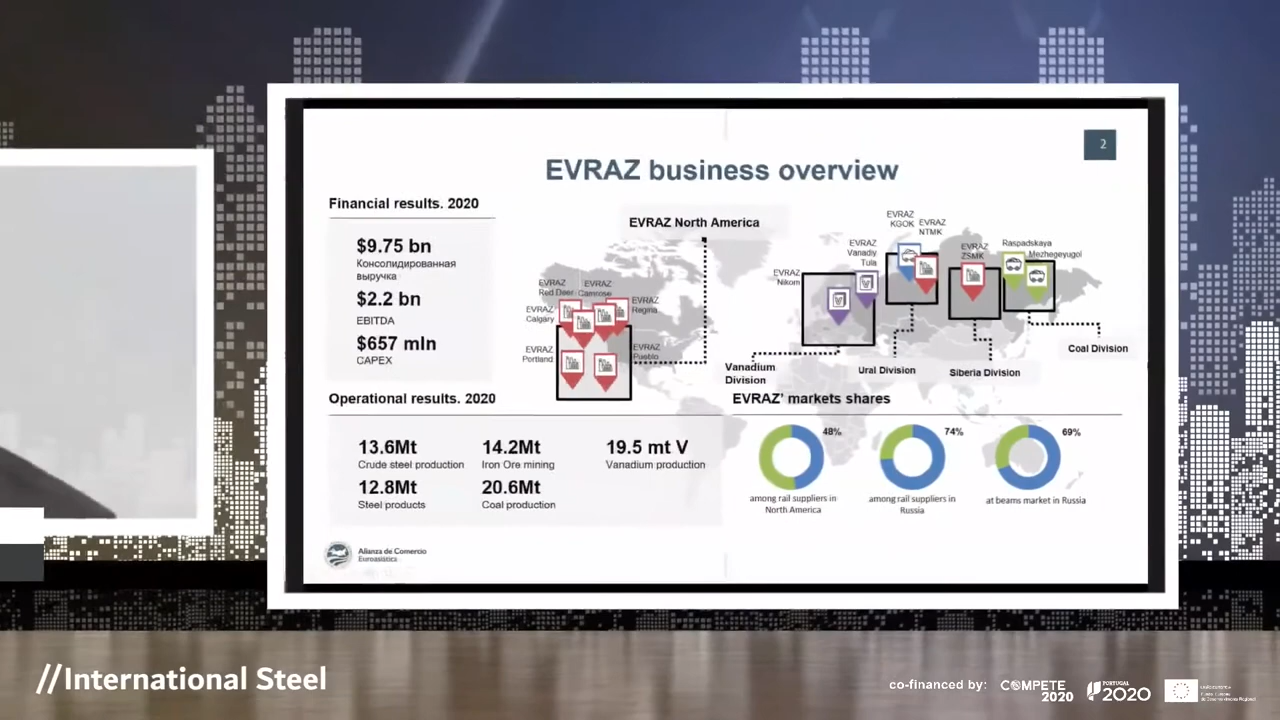 2
EVRAZ business overview
Financial results. 2020
$9.75 bn
Консолидированная
выручка
$2.2 bn
EBITDA
$657 mln
CAPEX
EVRAZ North America
EVRAZ
Red Deer
EVRAZ
Camrose
EVRAZ
Calgary
EVRAZ
Regina
EVRAZ
Portland
EVRAZ
Pueblo
EVRAZ
Nikom
EVRAZ
Vanadiy
Tula
EVRAZ
KGOK
EVRAZ
NTMK
EVRAZ
ZSMK
Raspadskaya
Mezhegeyugol
Vanadium
Division
Ural Division
Siberia Division
Coal Division
Operational results. 2020
13.6Mt
Crude steel production
14.2Mt
Iron Ore mining
19.5 mt V
Vanadium production
12.8Mt
Steel products
20.6Mt
Coal production
EVRAZ' markets shares
48%
among rail suppliers in
North America
74%
among rail suppliers in
Russia
69%
at beams market in Russia
Alianza de Comercio
Euroasiática
//International Steel
co-financed by:
COMPETE
2020
PORTUGAL
2020